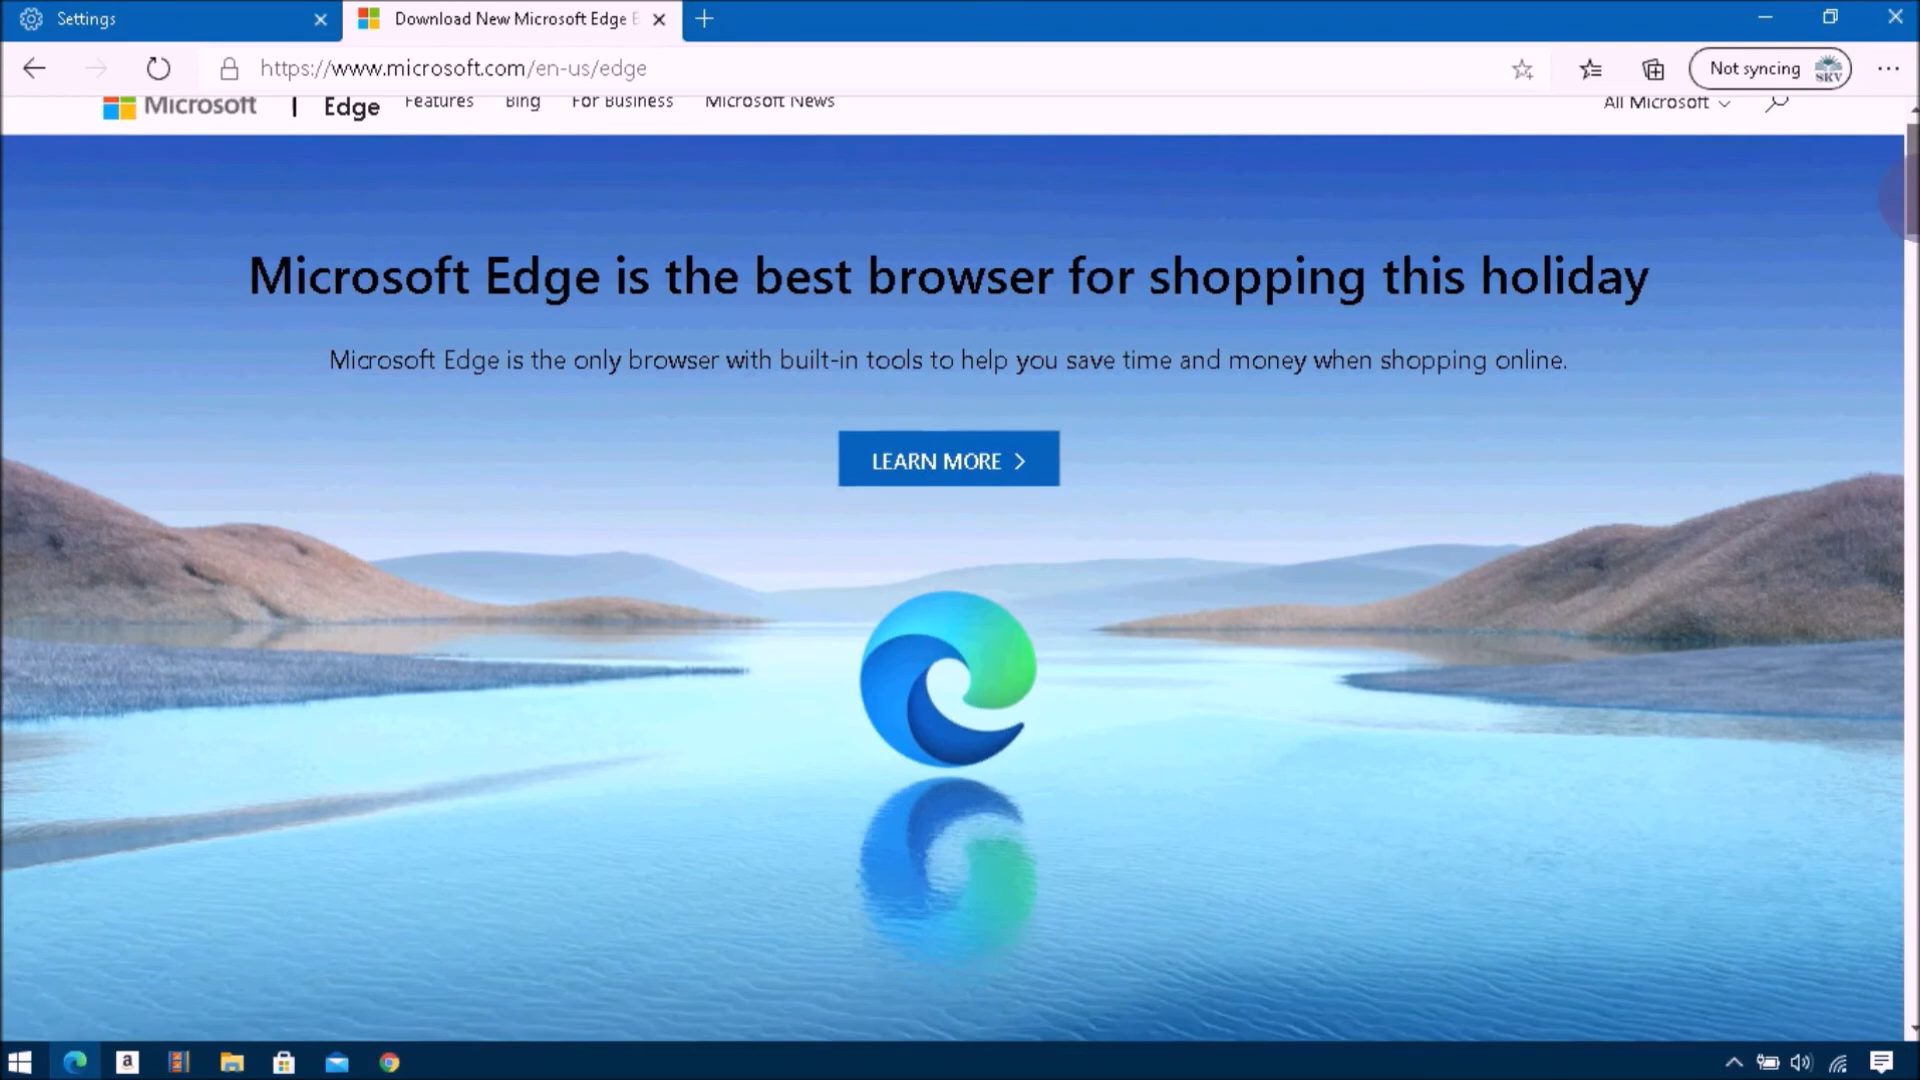 Settings
Download New Microsoft Edge
https://www.microsoft.com/en-us/edge
Not syncing
SKV
Microsoft
Edge
Features
Bing
For Business
Microsoft News
All Microsoft
Microsoft Edge is the best browser for shopping this holiday
Microsoft Edge is the only browser with built-in tools to help you save time and money when shopping online.
LEARN MORE
a